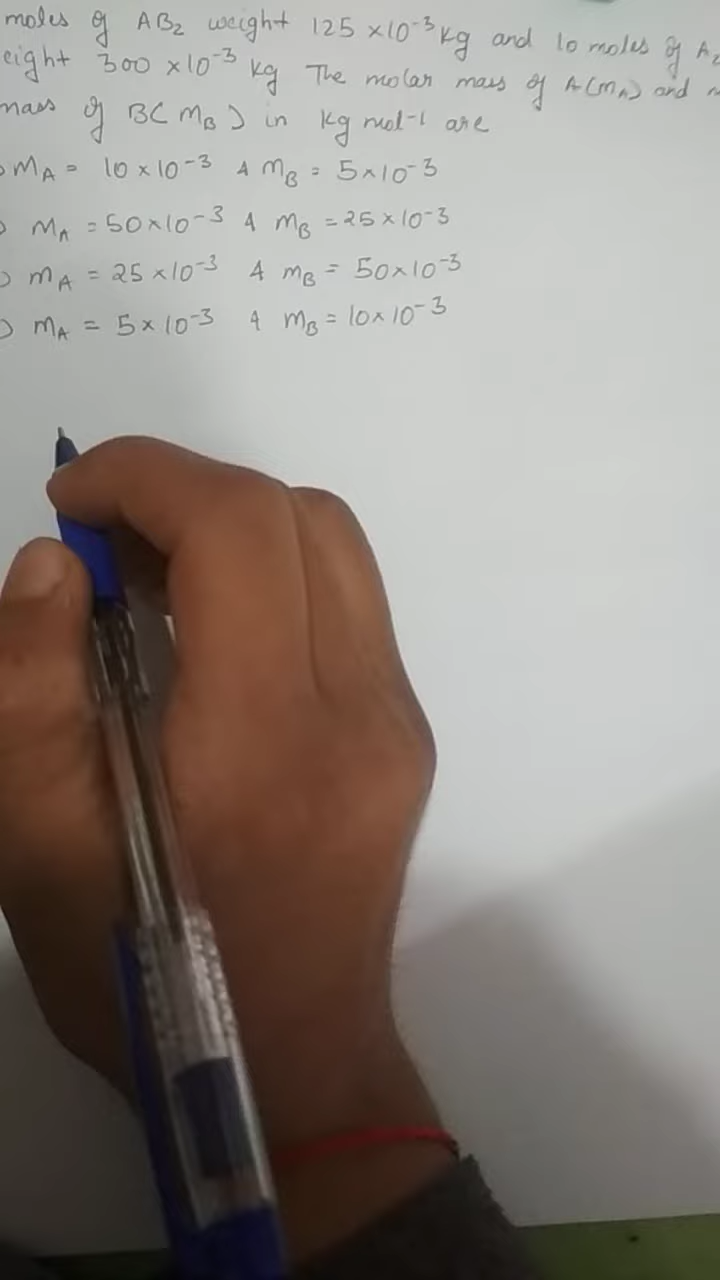 moles of AB2 weight 125 ×10-3 kg and 10 moles of A2
eight 300 ×10-3 kg The molar mass of A(MA) and
mass of B( MB ) in Kg mol-1 are
MA = 10×10-3 & MB = 5×10-3
MA = 50×10-3 & MB = 25×10-3
MA = 25×10-3 & MB = 50×10-3
MA = 5×10-3 & MB = 10×10-3